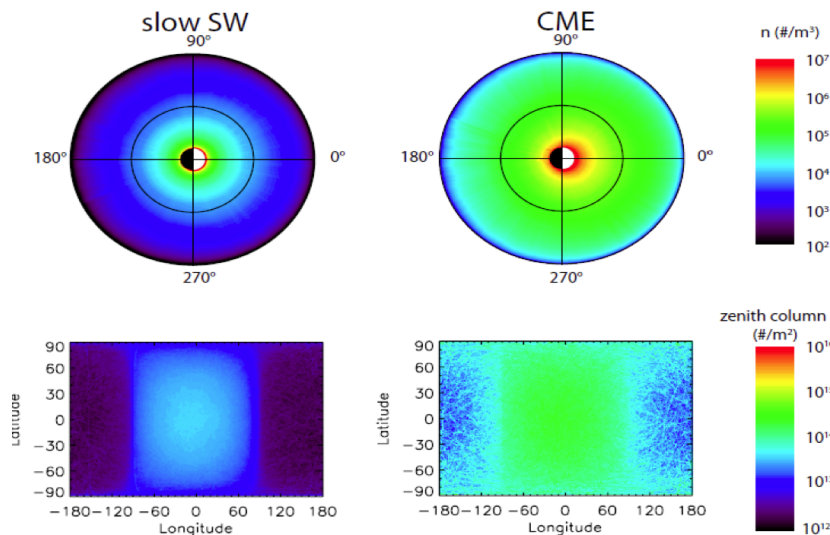 slow SW
CME
n (#/m³)
90°
90°
180°
0°
180°
0°
270°
270°
10⁷
10⁶
10⁵
10⁴
10³
10²
zenith column
(#/m²)
90
60
30
0
−30
−60
−90
Latitude
−180−120 −60 0 60 120 180
Longitude
90
60
30
0
−30
−60
−90
Latitude
−180−120 −60 0 60 120 180
Longitude
10¹²